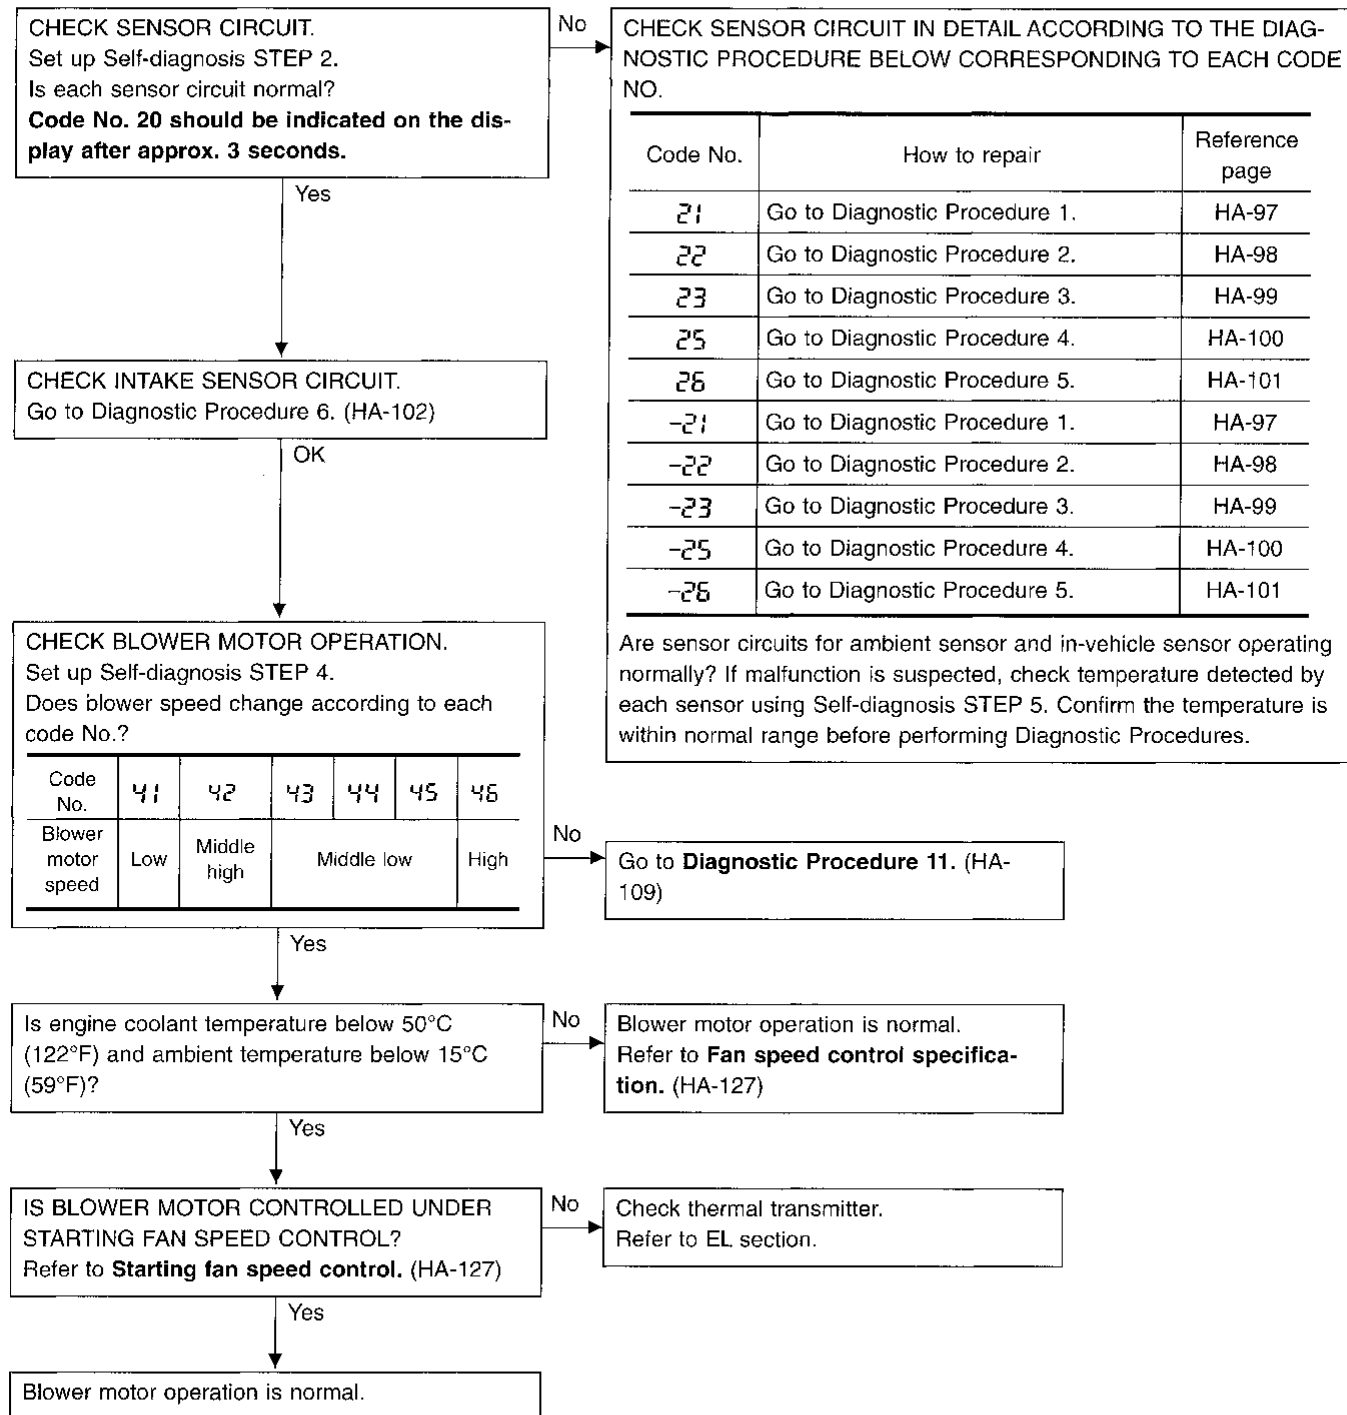 CHECK SENSOR CIRCUIT.
Set up Self-diagnosis STEP 2.
Is each sensor circuit normal?
Code No. 20 should be indicated on the dis-
play after approx. 3 seconds.
No
Yes
CHECK SENSOR CIRCUIT IN DETAIL ACCORDING TO THE DIAG-
NOSTIC PROCEDURE BELOW CORRESPONDING TO EACH CODE
NO.
Code No. How to repair Reference
page
21 Go to Diagnostic Procedure 1. HA-97
22 Go to Diagnostic Procedure 2. HA-98
23 Go to Diagnostic Procedure 3. HA-99
25 Go to Diagnostic Procedure 4. HA-100
26 Go to Diagnostic Procedure 5. HA-101
-21 Go to Diagnostic Procedure 1. HA-97
-22 Go to Diagnostic Procedure 2. HA-98
-23 Go to Diagnostic Procedure 3. HA-99
-25 Go to Diagnostic Procedure 4. HA-100
-26 Go to Diagnostic Procedure 5. HA-101
Are sensor circuits for ambient sensor and in-vehicle sensor operating
normally? If malfunction is suspected, check temperature detected by
each sensor using Self-diagnosis STEP 5. Confirm the temperature is
within normal range before performing Diagnostic Procedures.
CHECK INTAKE SENSOR CIRCUIT.
Go to Diagnostic Procedure 6. (HA-102)
OK
CHECK BLOWER MOTOR OPERATION.
Set up Self-diagnosis STEP 4.
Does blower speed change according to each
code No.?
Code
No. 41 42 43 44 45 46
Blower
motor
speed Low Middle
high Middle low High
No
Go to Diagnostic Procedure 11. (HA-
109)
Yes
Is engine coolant temperature below 50°C
(122°F) and ambient temperature below 15°C
(59°F)?
No
Blower motor operation is normal.
Refer to Fan speed control specifica-
tion. (HA-127)
Yes
IS BLOWER MOTOR CONTROLLED UNDER
STARTING FAN SPEED CONTROL?
Refer to Starting fan speed control. (HA-127)
No
Check thermal transmitter.
Refer to EL section.
Yes
Blower motor operation is normal.